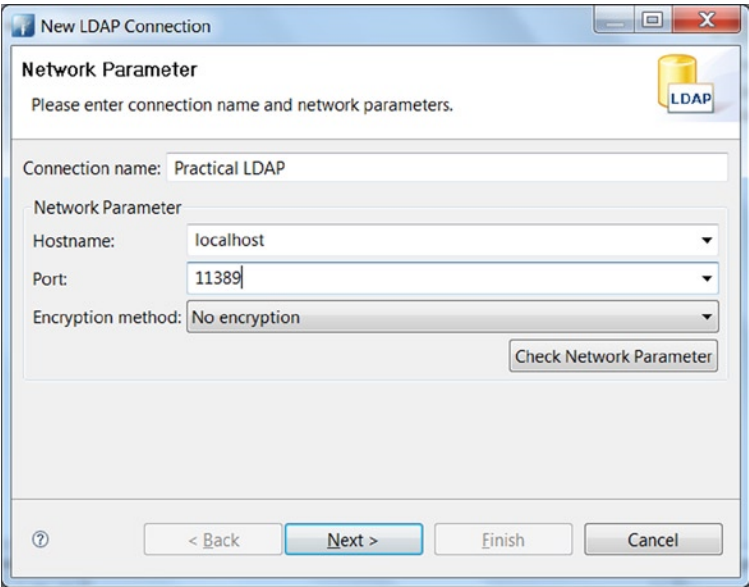 New LDAP Connection
Network Parameter
Please enter connection name and network parameters.
LDAP
Connection name: Practical LDAP
Network Parameter
Hostname: localhost
Port: 11389
Encryption method: No encryption
Check Network Parameter
? < Back Next > Finish Cancel